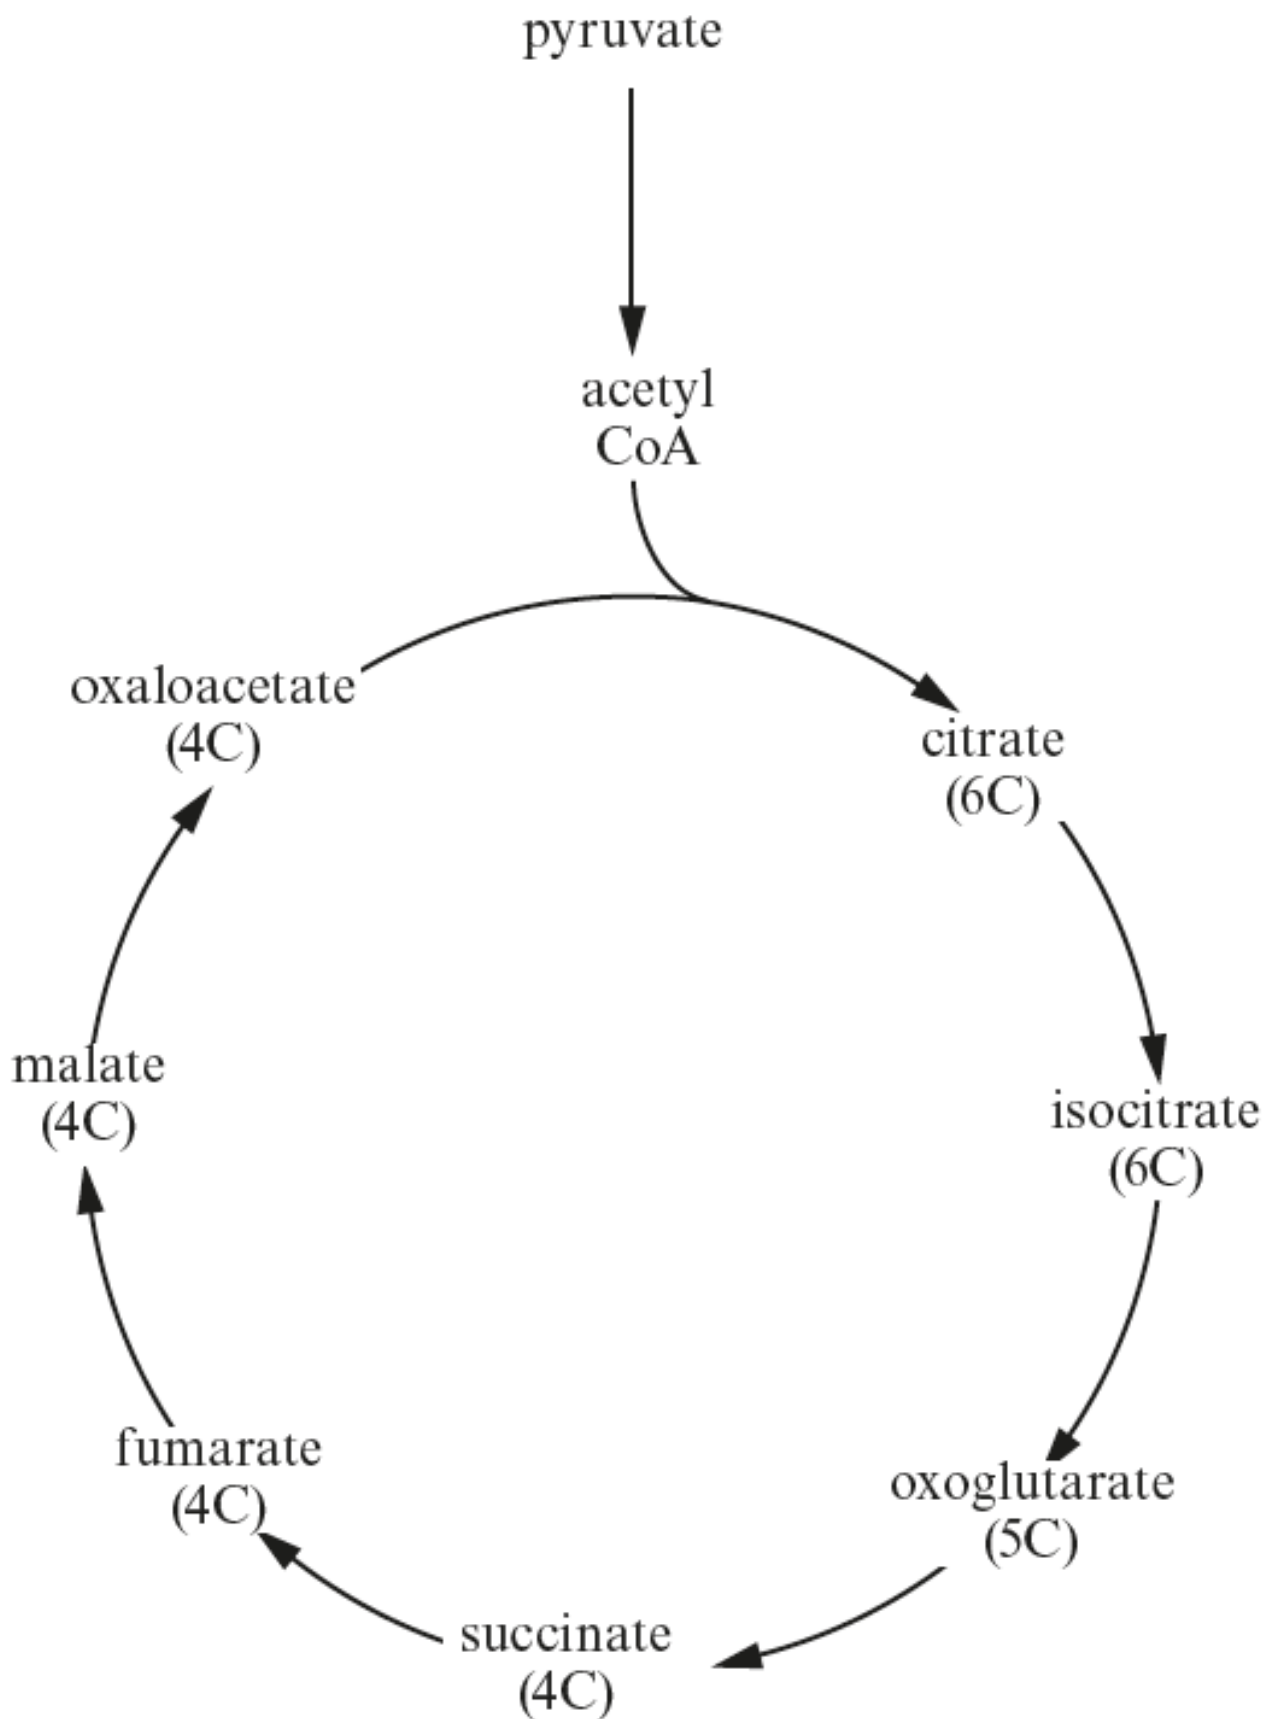 pyruvate
acetyl
CoA
oxaloacetate
(4C)
citrate
(6C)
malate
(4C)
isocitrate
(6C)
fumarate
(4C)
oxoglutarate
(5C)
succinate
(4C)